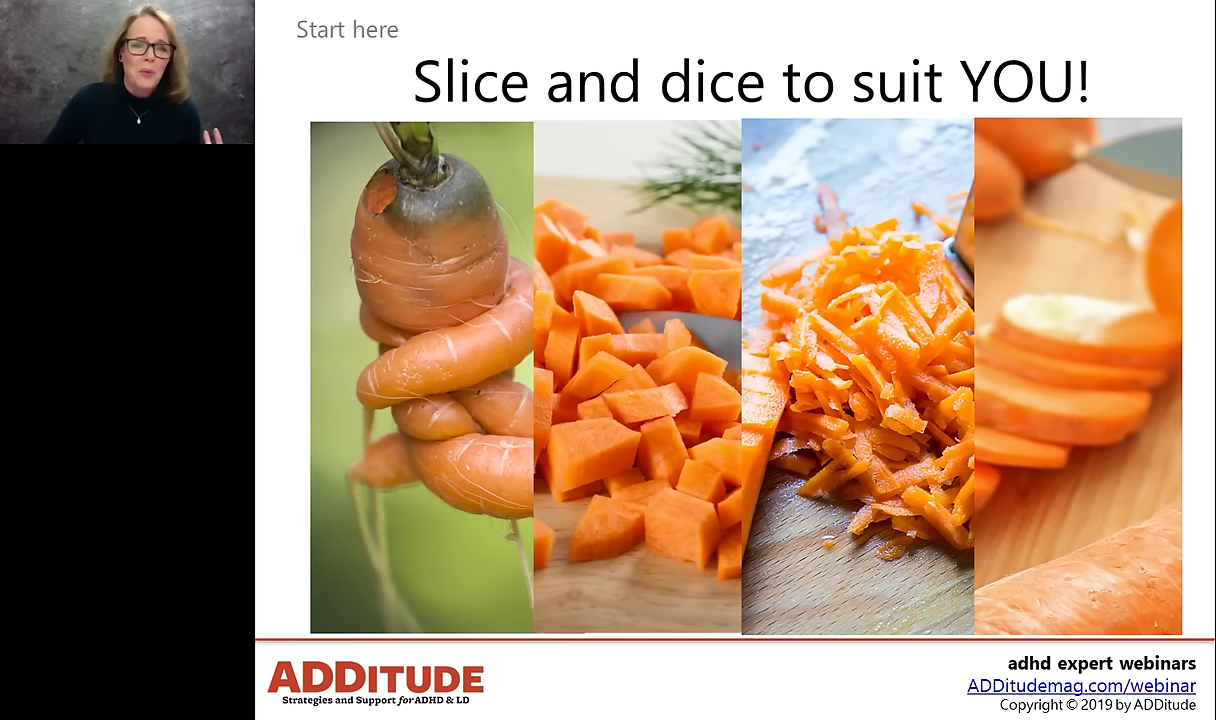 Start here
Slice and dice to suit YOU!
ADDITUDE
Strategies and Support for ADHD & LD
adhd expert webinars
ADDitudemag.com/webinar
Copyright © 2019 by ADDitude